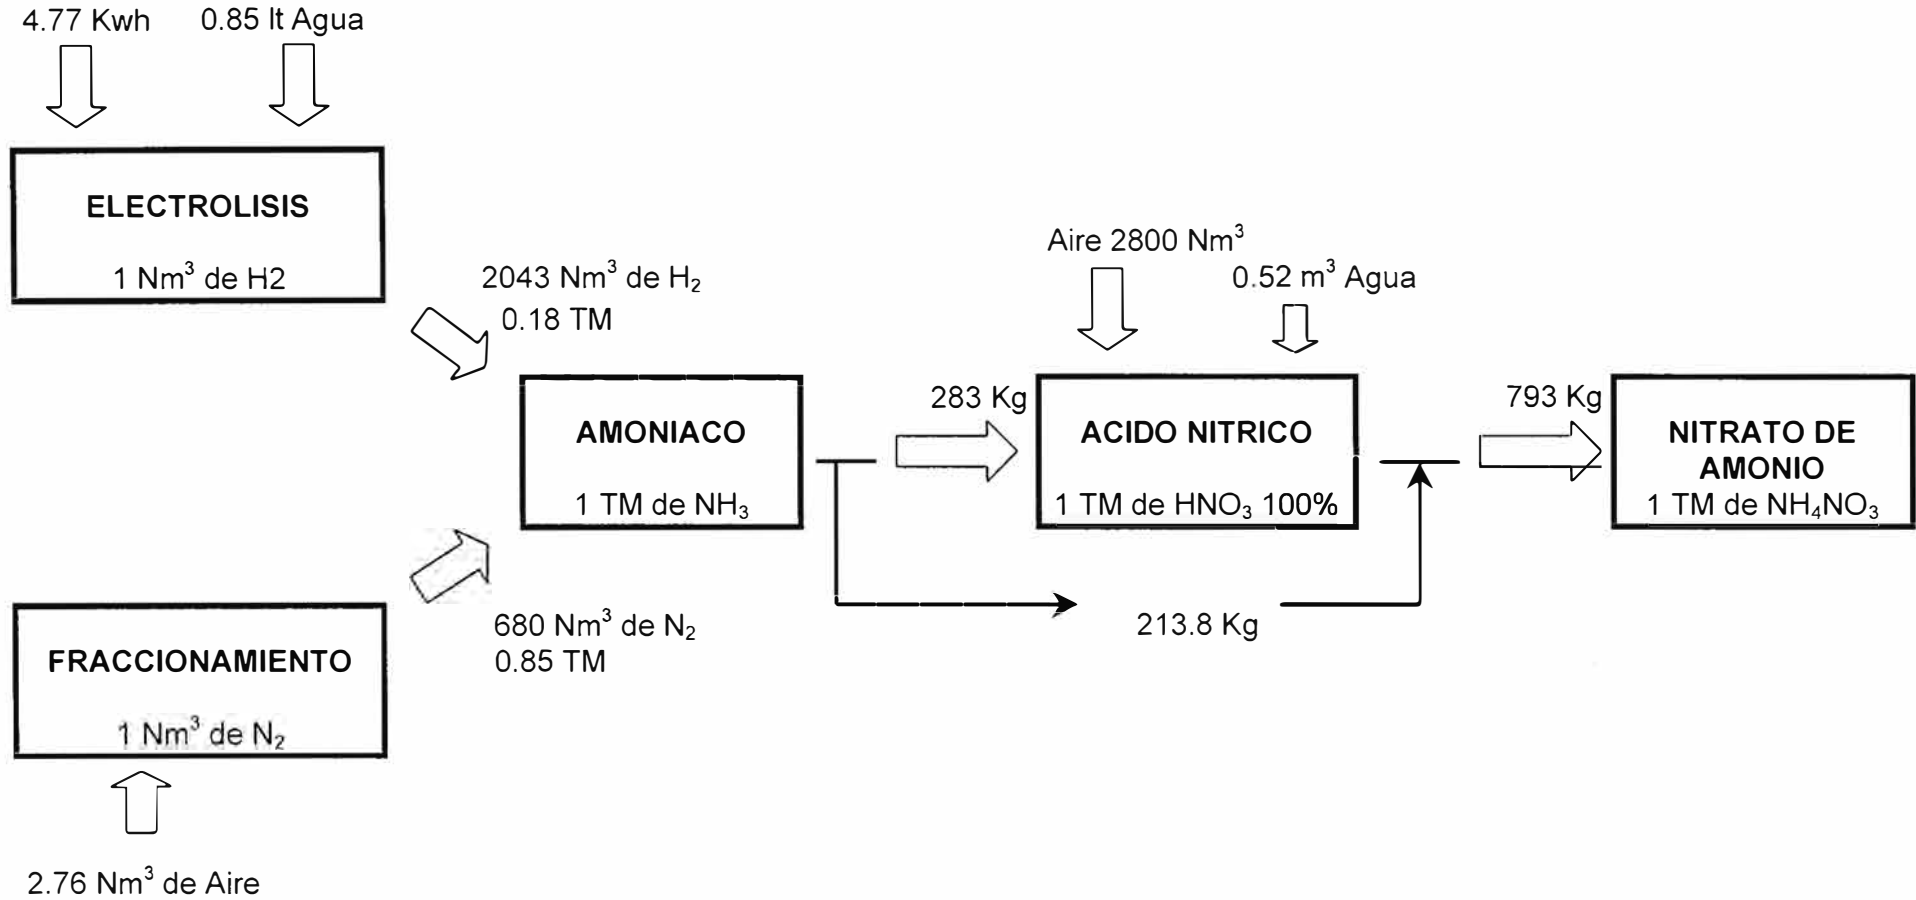 4.77 Kwh
0.85 lt Agua
ELECTROLISIS
1 Nm³ de H2
2043 Nm³ de H₂
0.18 TM
Aire 2800 Nm³
0.52 m³ Agua
AMONIACO
1 TM de NH₃
283 Kg
ACIDO NITRICO
1 TM de HNO₃ 100%
793 Kg
NITRATO DE
AMONIO
1 TM de NH₄NO₃
213.8 Kg
680 Nm³ de N₂
0.85 TM
FRACCIONAMIENTO
1 Nm³ de N₂
2.76 Nm³ de Aire